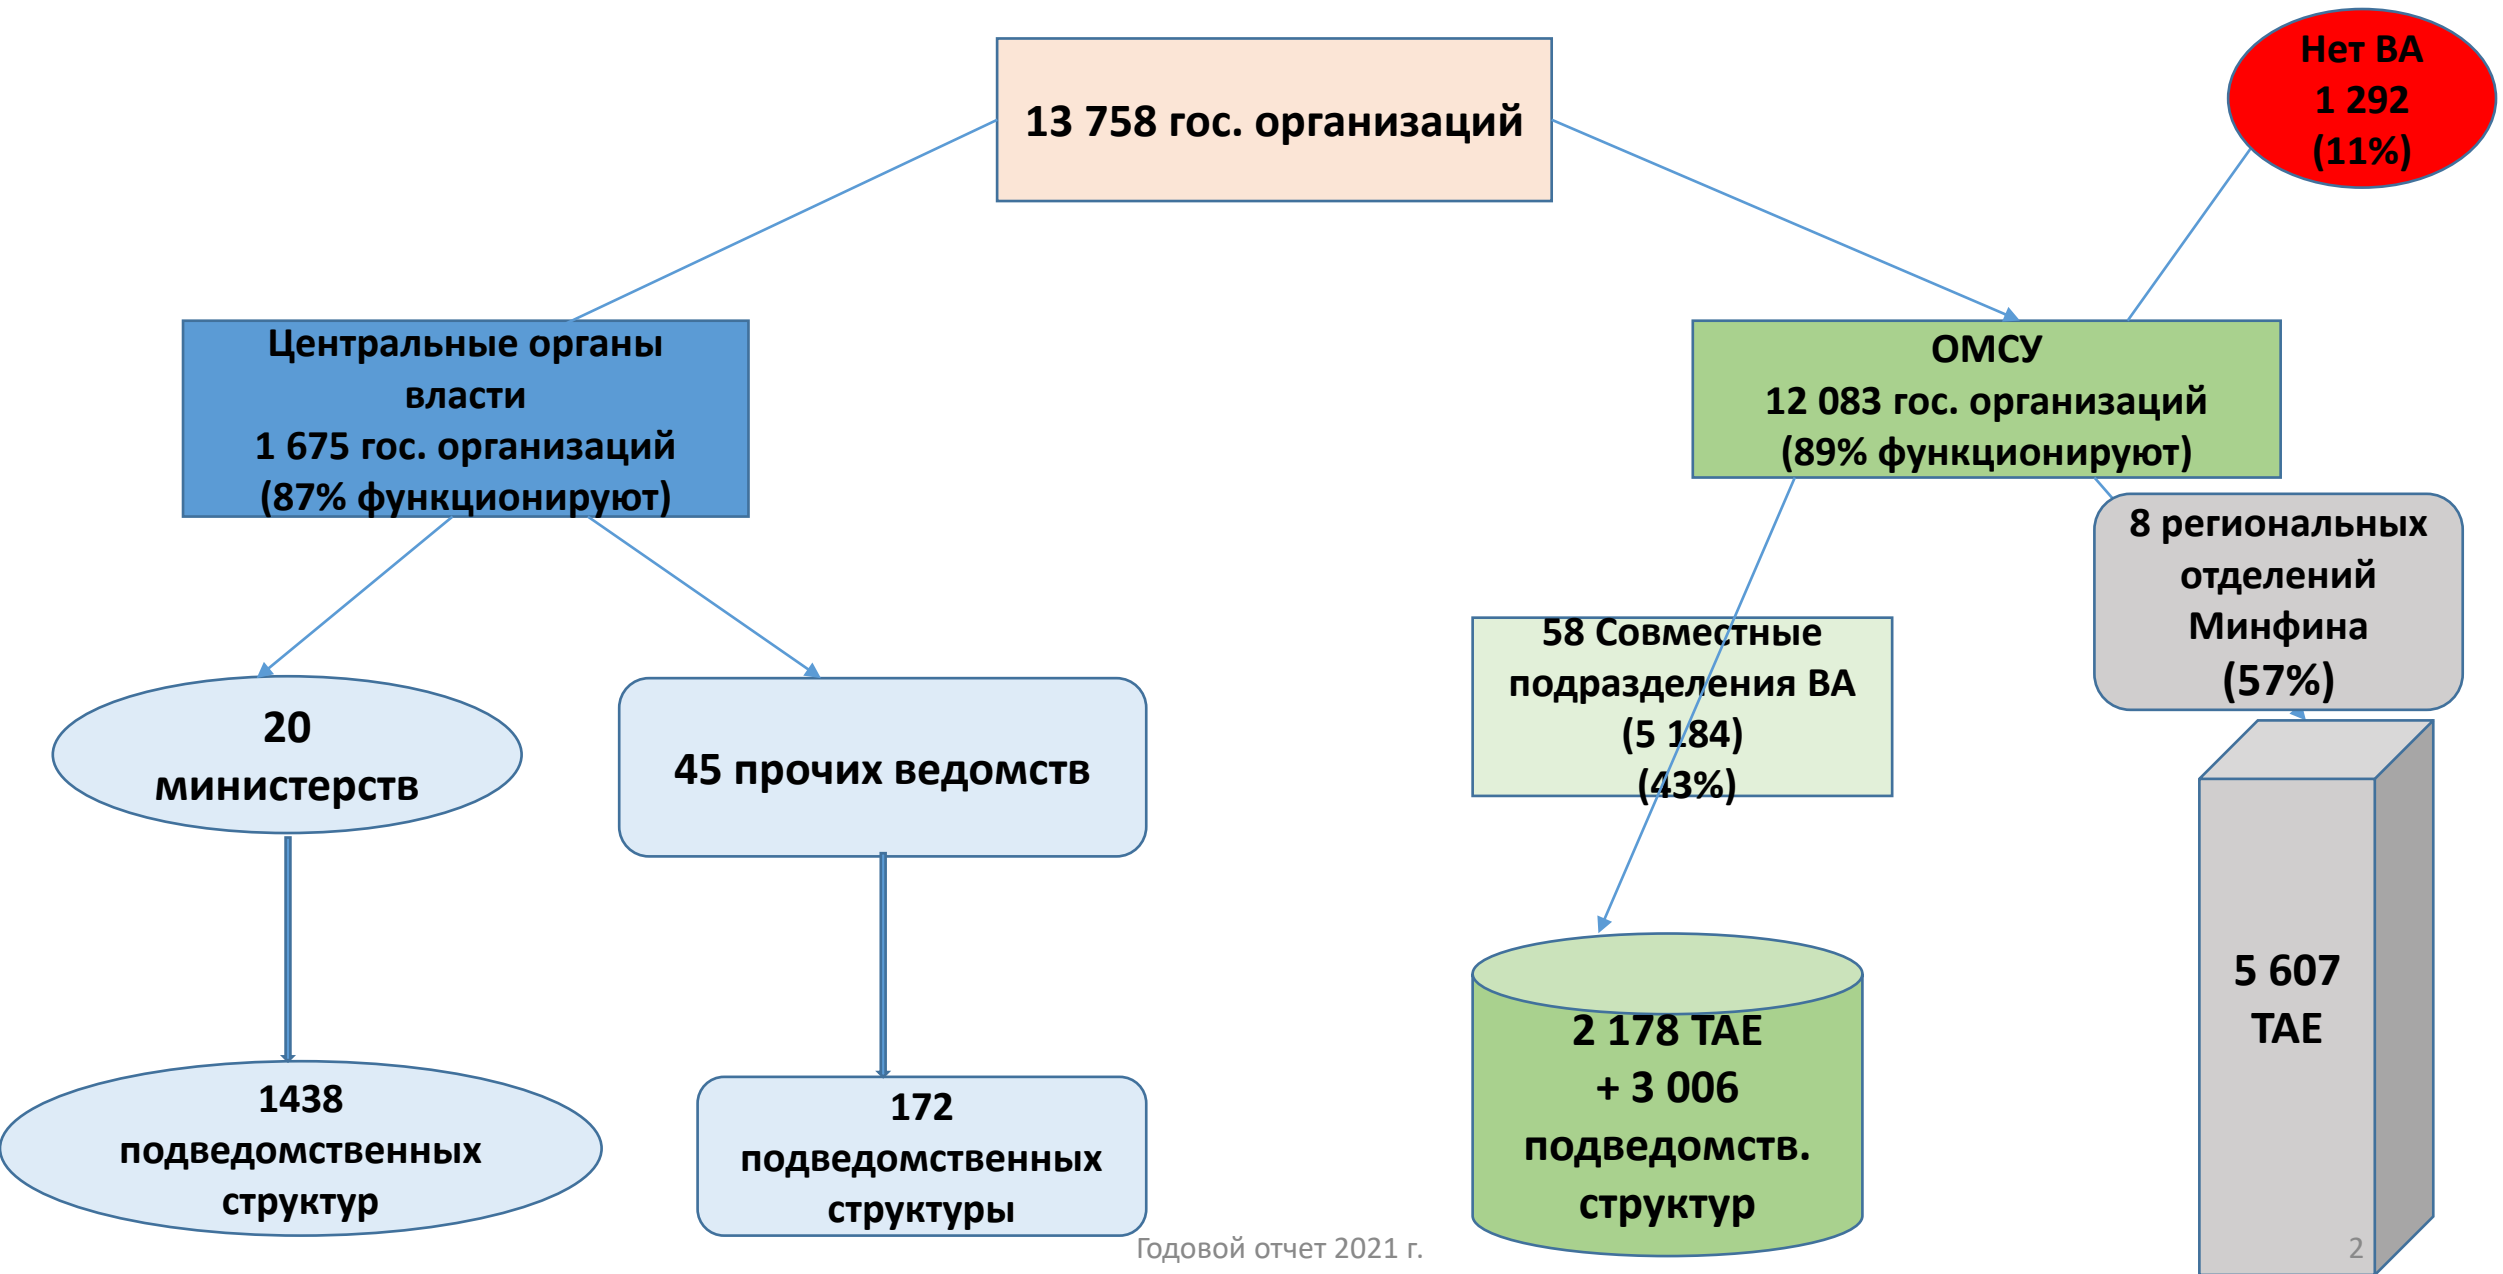 13 758 гос. организаций
Нет ВА
1 292
(11%)
Центральные органы
власти
1 675 гос. организаций
(87% функционируют)
ОМСУ
12 083 гос. организаций
(89% функционируют)
8 региональных
отделений
Минфина
(57%)
58 Совместные
подразделения ВА
(5 184)
(43%)
20
министерств
45 прочих ведомств
5 607
ТАЕ
2 178 ТАЕ
+ 3 006
подведомств.
структур
1438
подведомственных
структур
172
подведомственных
структуры
Годовой отчет 2021 г.
2